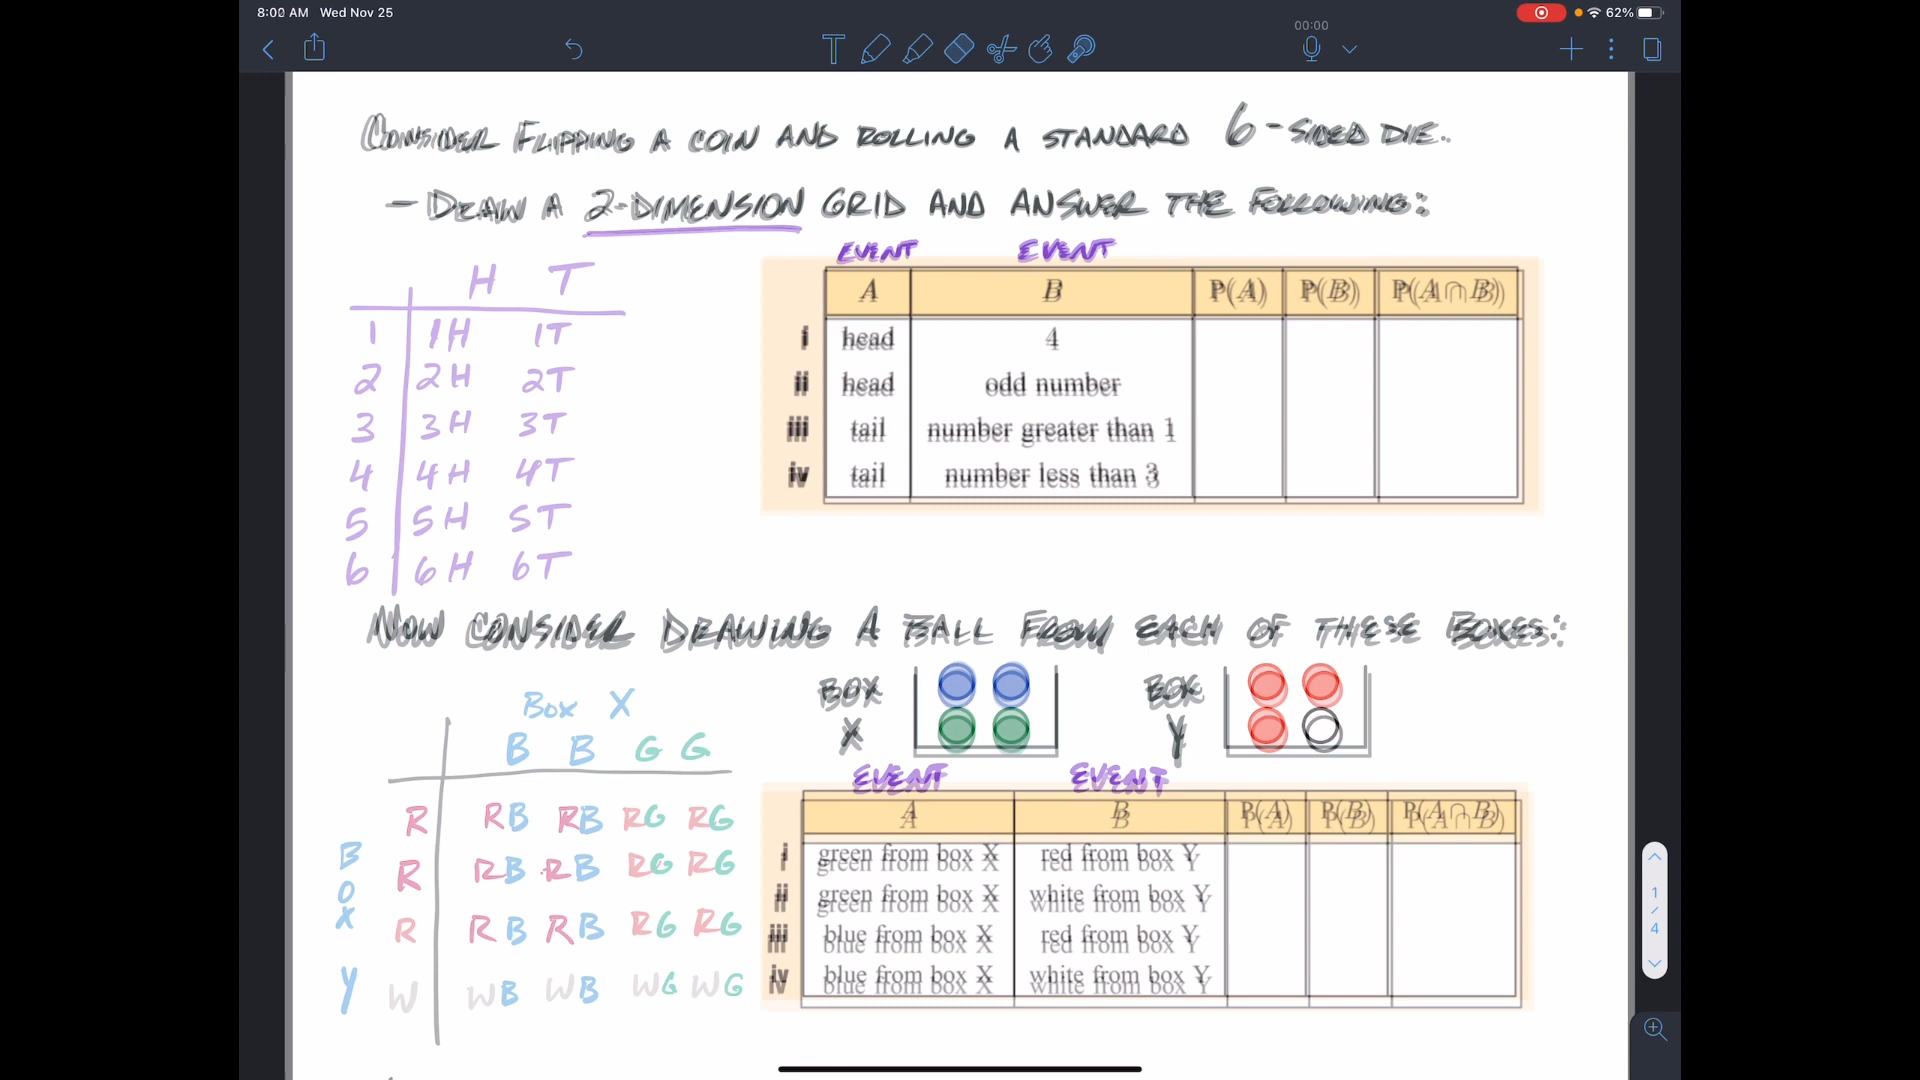 8:00 AM Wed Nov 25
62%
00:00
CONSIDER FLIPPING A COIN AND ROLLING A STANDARD 6-SIDED DIE.
- DRAW A 2-DIMENSION GRID AND ANSWER THE FOLLOWING:
EVENT EVENT
A B P(A) P(B) P(A∩B)
i head 4
ii head odd number
iii tail number greater than 1
iv tail number less than 3
H T
1 1H 1T
2 2H 2T
3 3H 3T
4 4H 4T
5 5H 5T
6 6H 6T
NOW CONSIDER DRAWING A BALL FROM EACH OF THESE BOXES:
BOX X
BOX Y
BOX X
B B G G
BOX Y
R RB RB RG RG
R RB RB RG RG
R RB RB RG RG
W WB WB WG WG
EVENT EVENT
A B P(A) P(B) P(A∩B)
i green from box X red from box Y
ii green from box X white from box Y
iii blue from box X red from box Y
iv blue from box X white from box Y
1 / 4